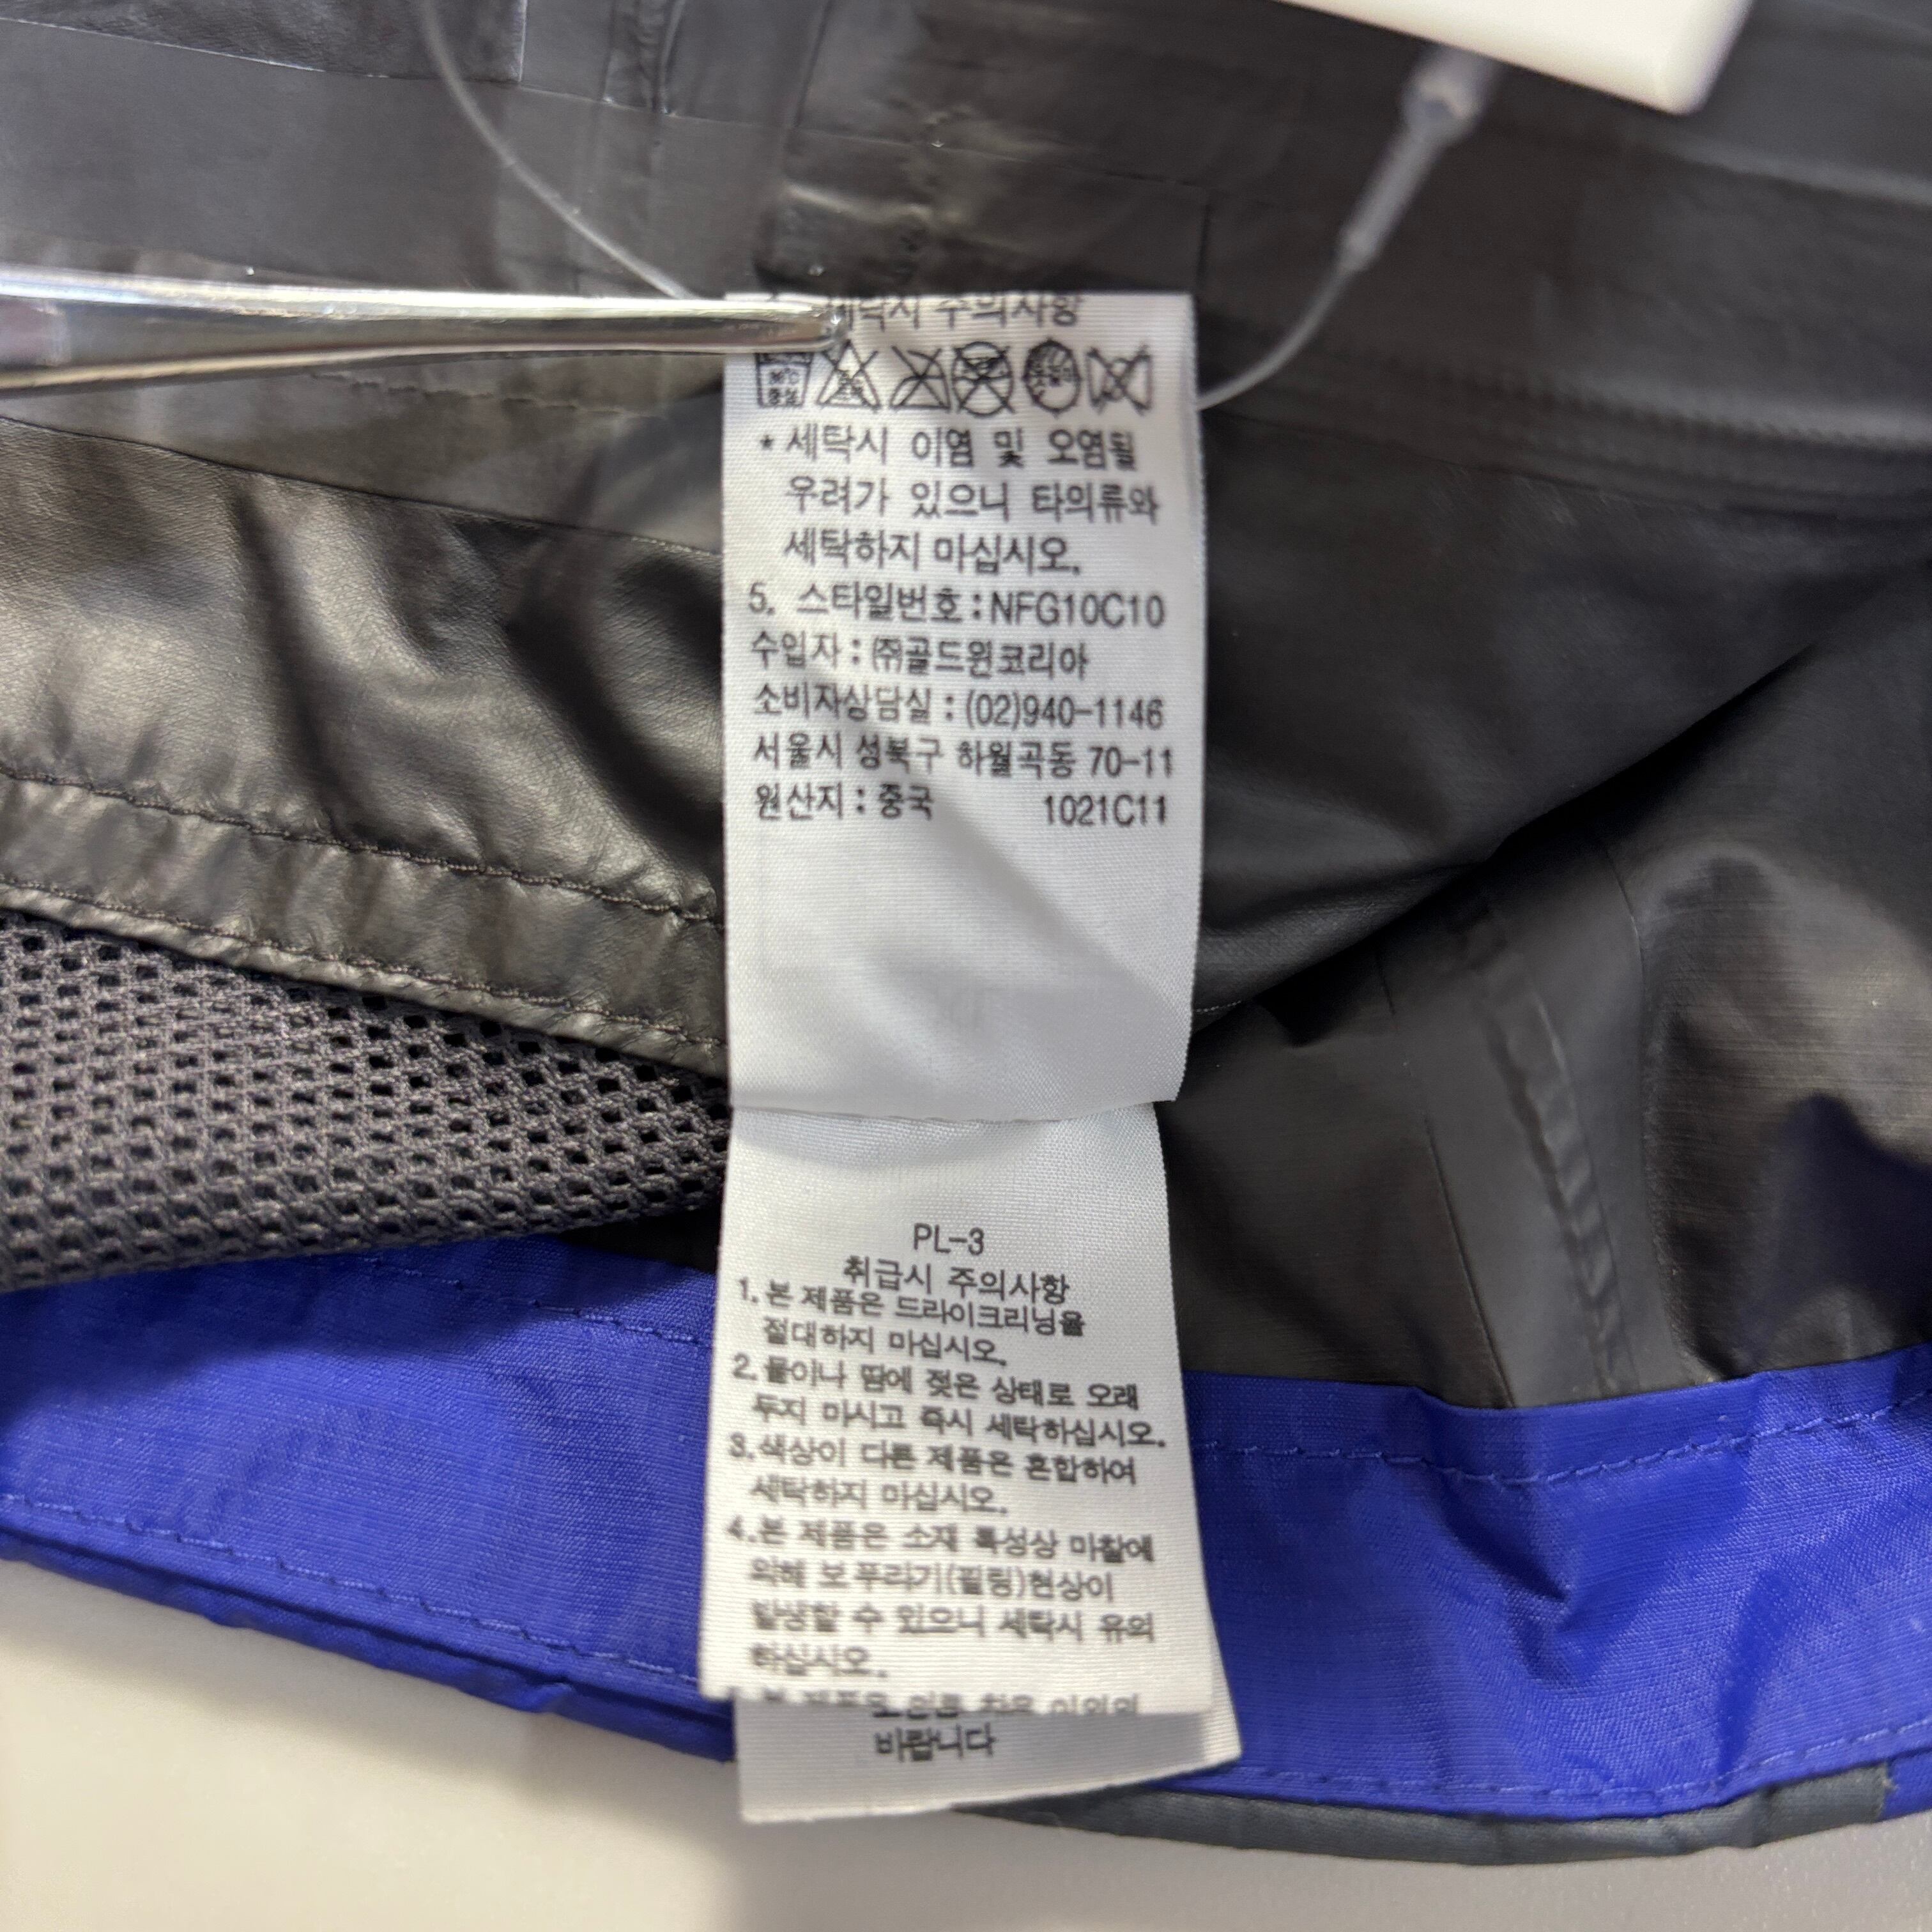 세탁시 주의사항
* 세탁시 이염 및 오염될
우려가 있으니 타의류와
세탁하지 마십시오.
5. 스타일번호:NFG10C10
수입자:㈜골드윈코리아
소비자상담실:(02)940-1146
서울시 성북구 하월곡동 70-11
원산지:중국 1021C11
PL-3
취급시 주의사항
1.본 제품은 드라이크리닝을
절대하지 마십시오.
2.물이나 땀에 젖은 상태로 오래
두지 마시고 즉시 세탁하십시오.
3.색상이 다른 제품은 혼합하여
세탁하지 마십시오.
4.본 제품은 소재 특성상 마찰에
의해 보푸라기(필링)현상이
발생할 수 있으니 세탁시 유의
하십시오.
본 제품은
바랍니다